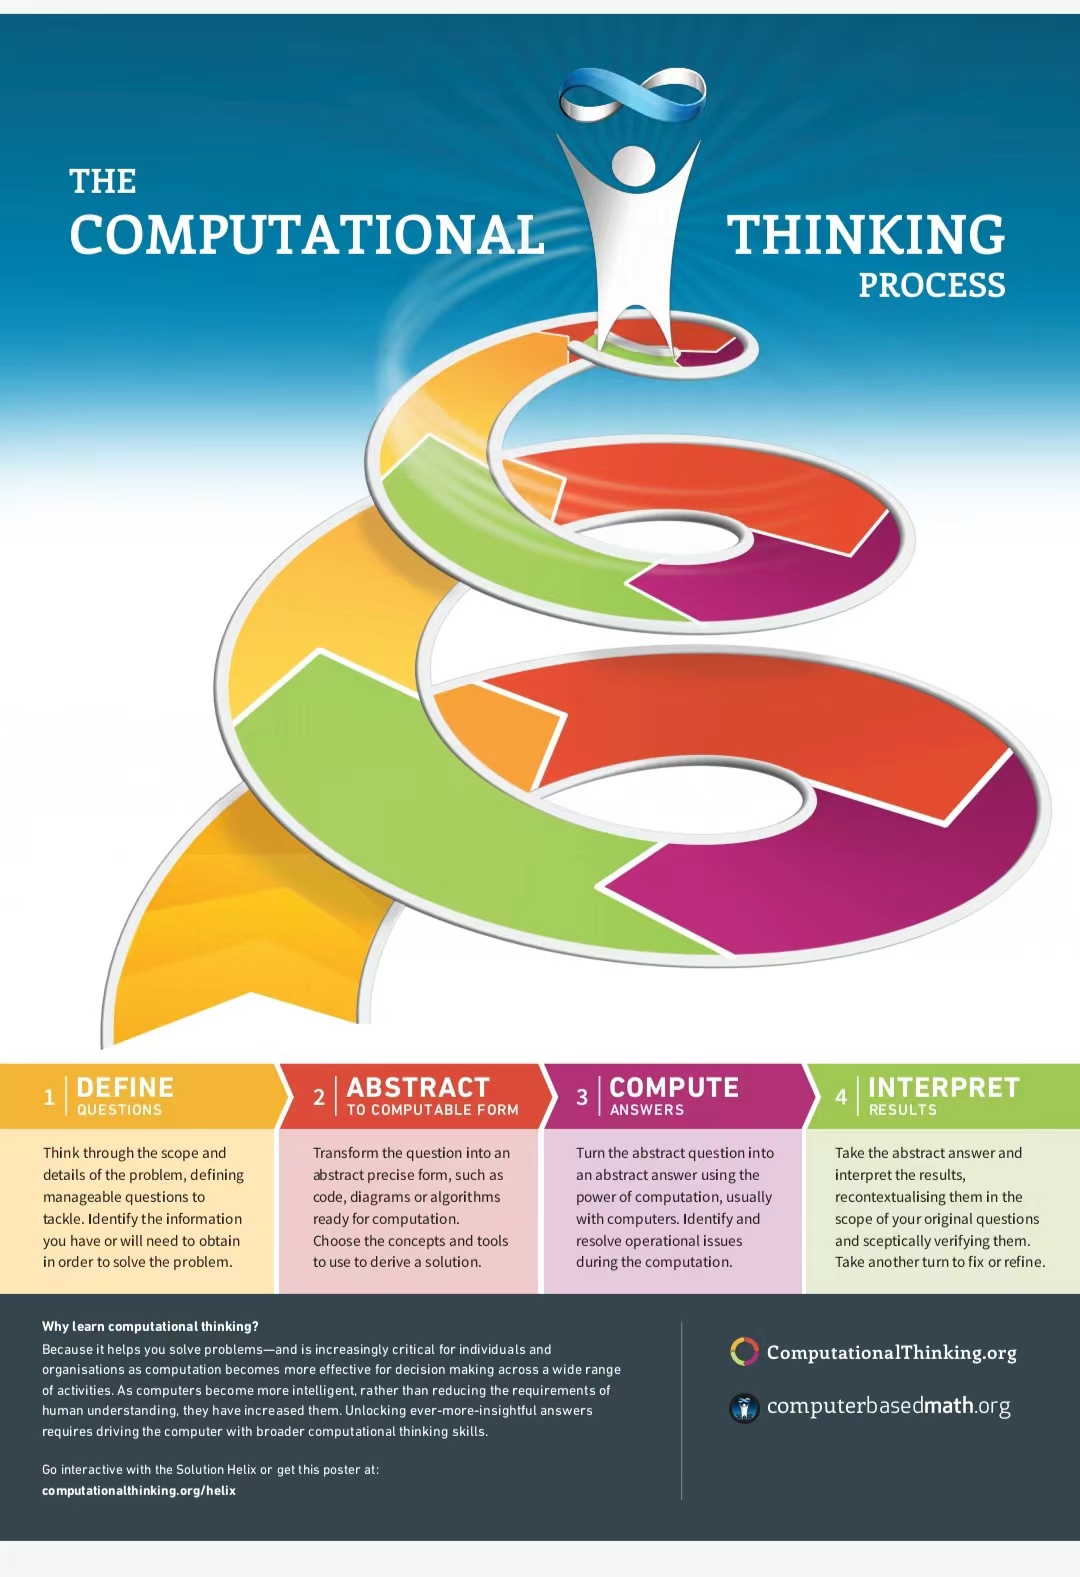 THE
COMPUTATIONAL THINKING
PROCESS
1 DEFINE
QUESTIONS
Think through the scope and
details of the problem, defining
manageable questions to
tackle. Identify the information
you have or will need to obtain
in order to solve the problem.
2 ABSTRACT
TO COMPUTABLE FORM
Transform the question into an
abstract precise form, such as
code, diagrams or algorithms
ready for computation.
Choose the concepts and tools
to use to derive a solution.
3 COMPUTE
ANSWERS
Turn the abstract question into
an abstract answer using the
power of computation, usually
with computers. Identify and
resolve operational issues
during the computation.
4 INTERPRET
RESULTS
Take the abstract answer and
interpret the results,
recontextualising them in the
scope of your original questions
and sceptically verifying them.
Take another turn to fix or refine.
Why learn computational thinking?
Because it helps you solve problems—and is increasingly critical for individuals and
organisations as computation becomes more effective for decision making across a wide range
of activities. As computers become more intelligent, rather than reducing the requirements of
human understanding, they have increased them. Unlocking ever-more-insightful answers
requires driving the computer with broader computational thinking skills.
Go interactive with the Solution Helix or get this poster at:
computationalthinking.org/helix
ComputationalThinking.org
computerbasedmath.org